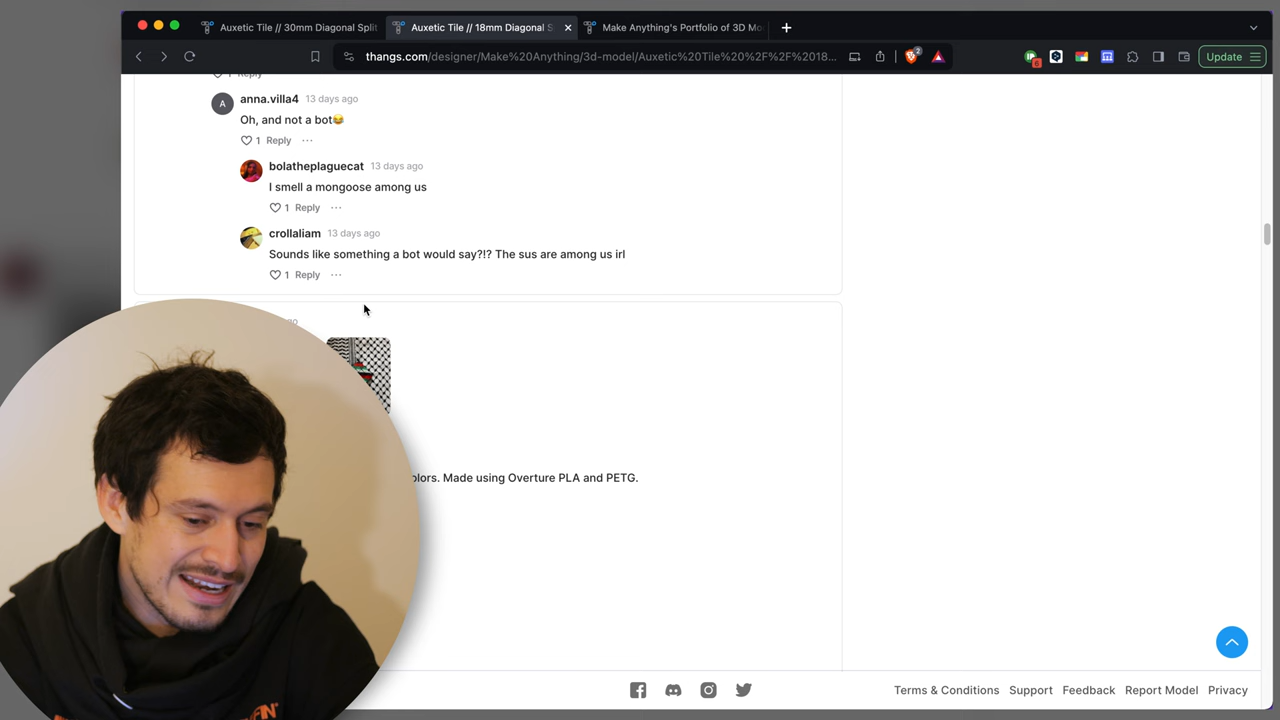 Auxetic Tile // 30mm Diagonal Split
Auxetic Tile // 18mm Diagonal S
Make Anything's Portfolio of 3D Mo
thangs.com/designer/Make%20Anything/3d-model/Auxetic%20Tile%20%2F%2F%2018...
2
6
Update
1 Reply
A
anna.villa4 13 days ago
Oh, and not a bot😂
1 Reply ...
bolatheplaguecat 13 days ago
I smell a mongoose among us
1 Reply ...
crollaliam 13 days ago
Sounds like something a bot would say?!? The sus are among us irl
1 Reply ...
olors. Made using Overture PLA and PETG.
Terms & Conditions Support Feedback Report Model Privacy